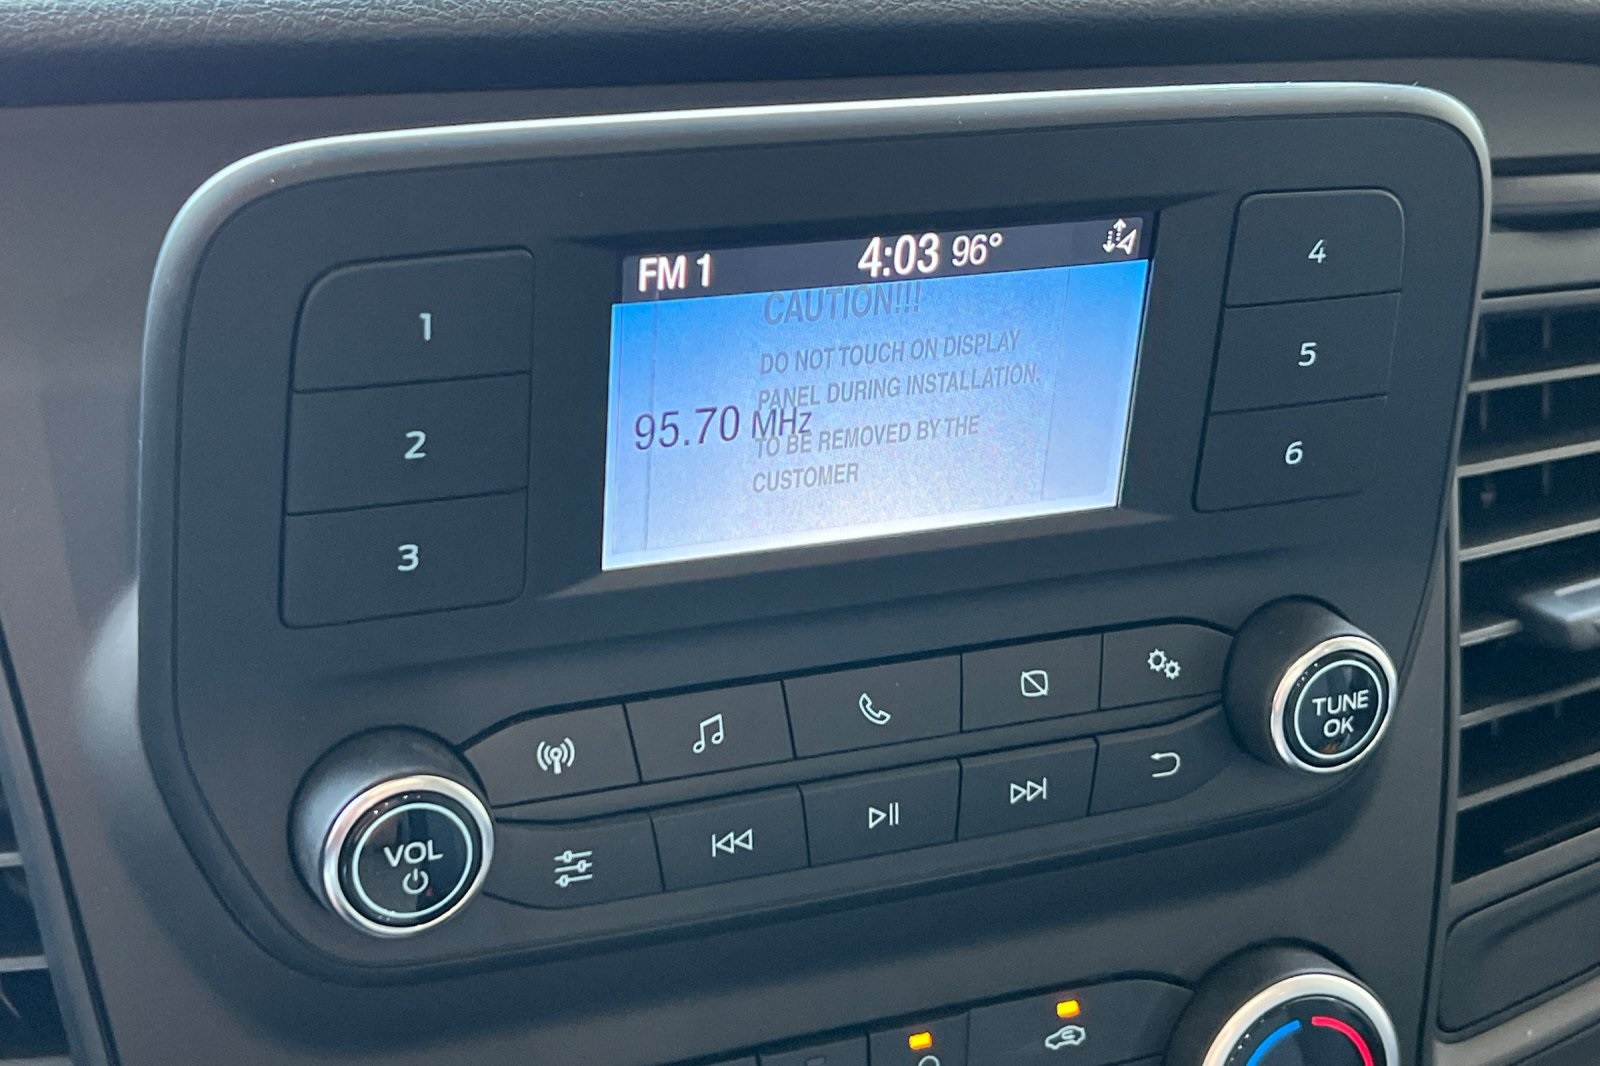 FM 1
4:03 96°
CAUTION!!!
DO NOT TOUCH ON DISPLAY
PANEL DURING INSTALLATION.
95.70 MHz
TO BE REMOVED BY THE
CUSTOMER
1
2
3
4
5
6
VOL
TUNE
OK